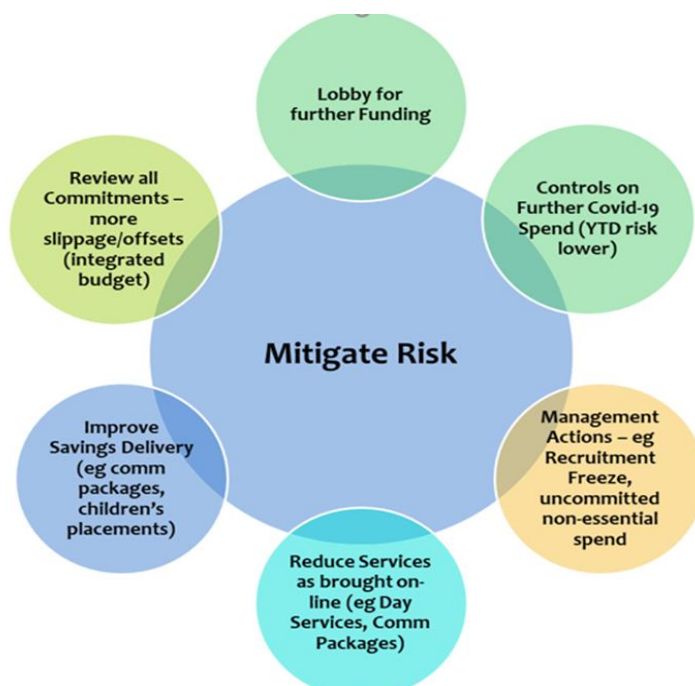 Lobby for
further Funding
Controls on
Further Covid-19
Spend (YTD risk
lower)
Management
Actions – eg
Recruitment
Freeze,
uncommitted
non-essential
spend
Reduce Services
as brought on-
line (eg Day
Services, Comm
Packages)
Improve
Savings Delivery
(eg comm
packages,
children's
placements)
Review all
Commitments –
more
slippage/offsets
(integrated
budget)
Mitigate Risk